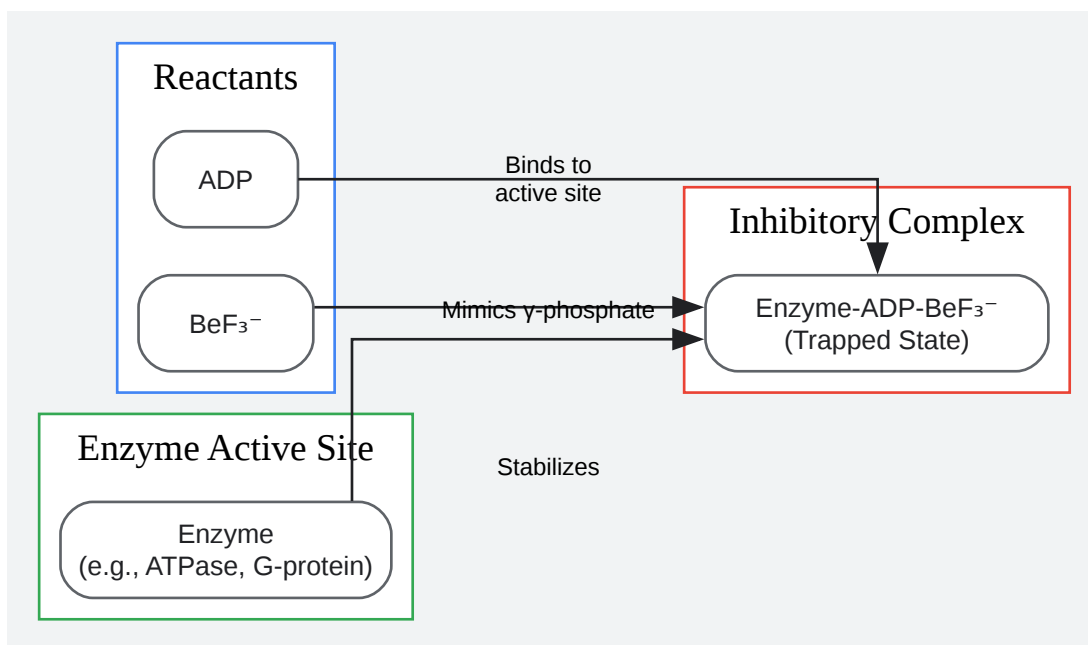 Reactants
ADP
Binds to
active site
Inhibitory Complex
BeF₃⁻
Mimics γ-phosphate
Enzyme-ADP-BeF₃⁻
(Trapped State)
Enzyme Active Site
Stabilizes
Enzyme
(e.g., ATPase, G-protein)